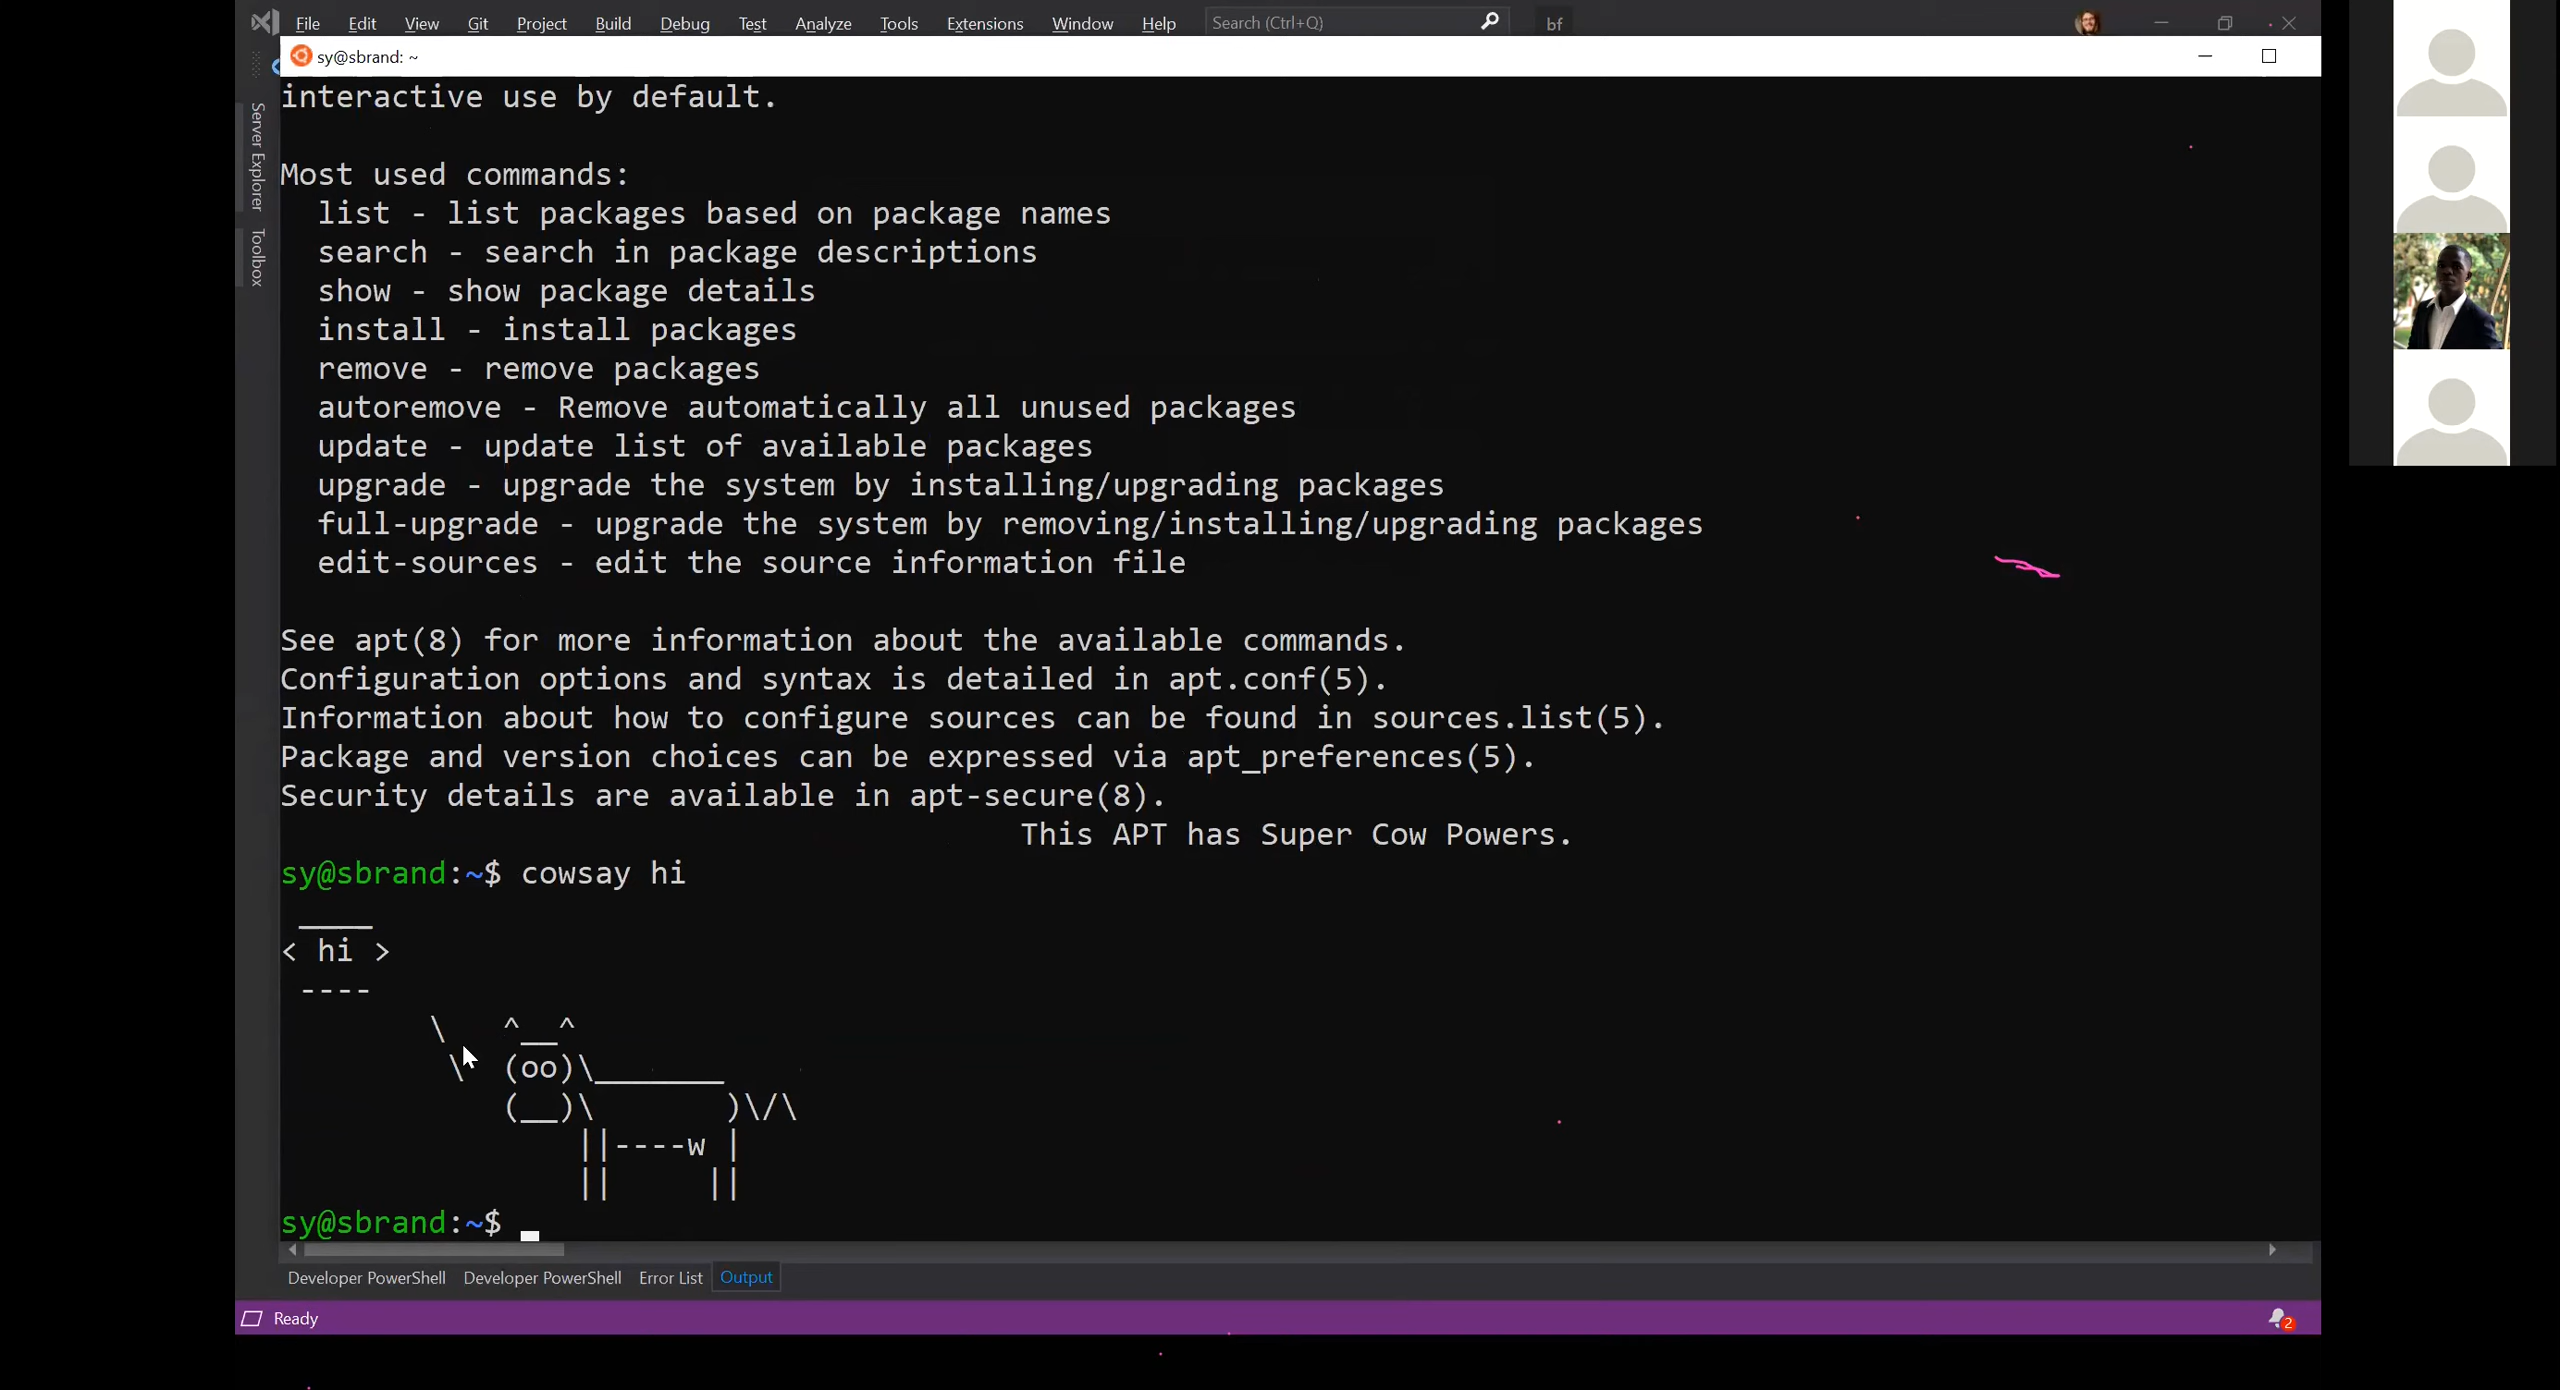 File Edit View Git Project Build Debug Test Analyze Tools Extensions Window Help Search (Ctrl+Q) bf
sy@sbrand: ~
Server Explorer
Toolbox
interactive use by default.
Most used commands:
  list - list packages based on package names
  search - search in package descriptions
  show - show package details
  install - install packages
  remove - remove packages
  autoremove - Remove automatically all unused packages
  update - update list of available packages
  upgrade - upgrade the system by installing/upgrading packages
  full-upgrade - upgrade the system by removing/installing/upgrading packages
  edit-sources - edit the source information file
See apt(8) for more information about the available commands.
Configuration options and syntax is detailed in apt.conf(5).
Information about how to configure sources can be found in sources.list(5).
Package and version choices can be expressed via apt_preferences(5).
Security details are available in apt-secure(8).
                                        This APT has Super Cow Powers.
sy@sbrand:~$ cowsay hi
 ____
< hi >
 ----
        \   ^__^
         \  (oo)\_______
            (__)\       )\/\
                ||----w |
                ||     ||
sy@sbrand:~$
Developer PowerShell Developer PowerShell Error List Output
Ready 2